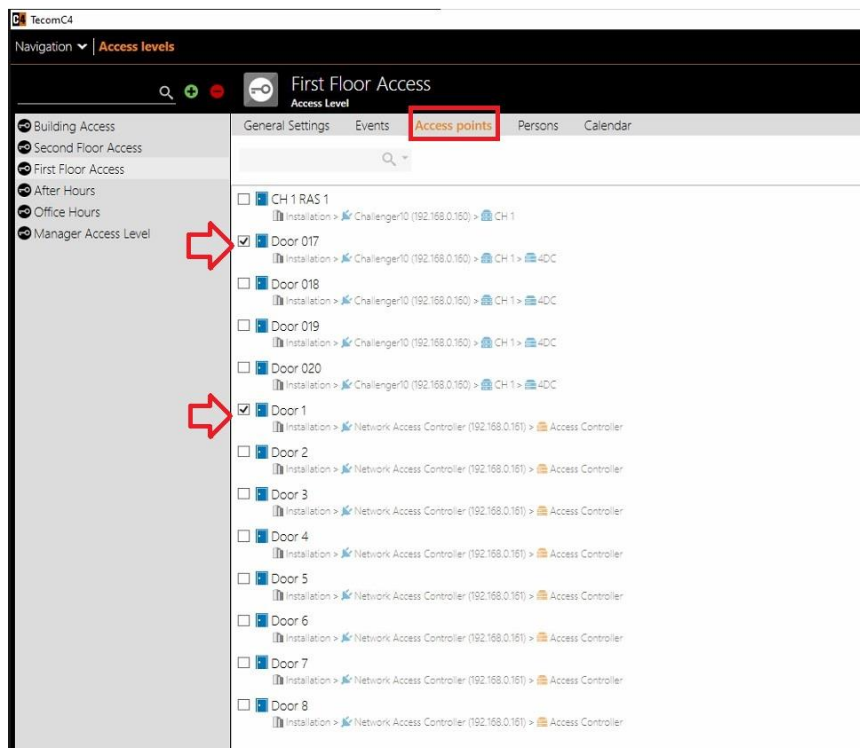 C4 TecomC4
Navigation | Access levels
First Floor Access
Access Level
Building Access
Second Floor Access
First Floor Access
After Hours
Office Hours
Manager Access Level
General Settings Events Access points Persons Calendar
CH 1 RAS 1
Installation > Challenger10 (192.168.0.160) > CH 1
Door 017
Installation > Challenger10 (192.168.0.160) > CH 1 > 4DC
Door 018
Installation > Challenger10 (192.168.0.160) > CH 1 > 4DC
Door 019
Installation > Challenger10 (192.168.0.160) > CH 1 > 4DC
Door 020
Installation > Challenger10 (192.168.0.160) > CH 1 > 4DC
Door 1
Installation > Network Access Controller (192.168.0.161) > Access Controller
Door 2
Installation > Network Access Controller (192.168.0.161) > Access Controller
Door 3
Installation > Network Access Controller (192.168.0.161) > Access Controller
Door 4
Installation > Network Access Controller (192.168.0.161) > Access Controller
Door 5
Installation > Network Access Controller (192.168.0.161) > Access Controller
Door 6
Installation > Network Access Controller (192.168.0.161) > Access Controller
Door 7
Installation > Network Access Controller (192.168.0.161) > Access Controller
Door 8
Installation > Network Access Controller (192.168.0.161) > Access Controller